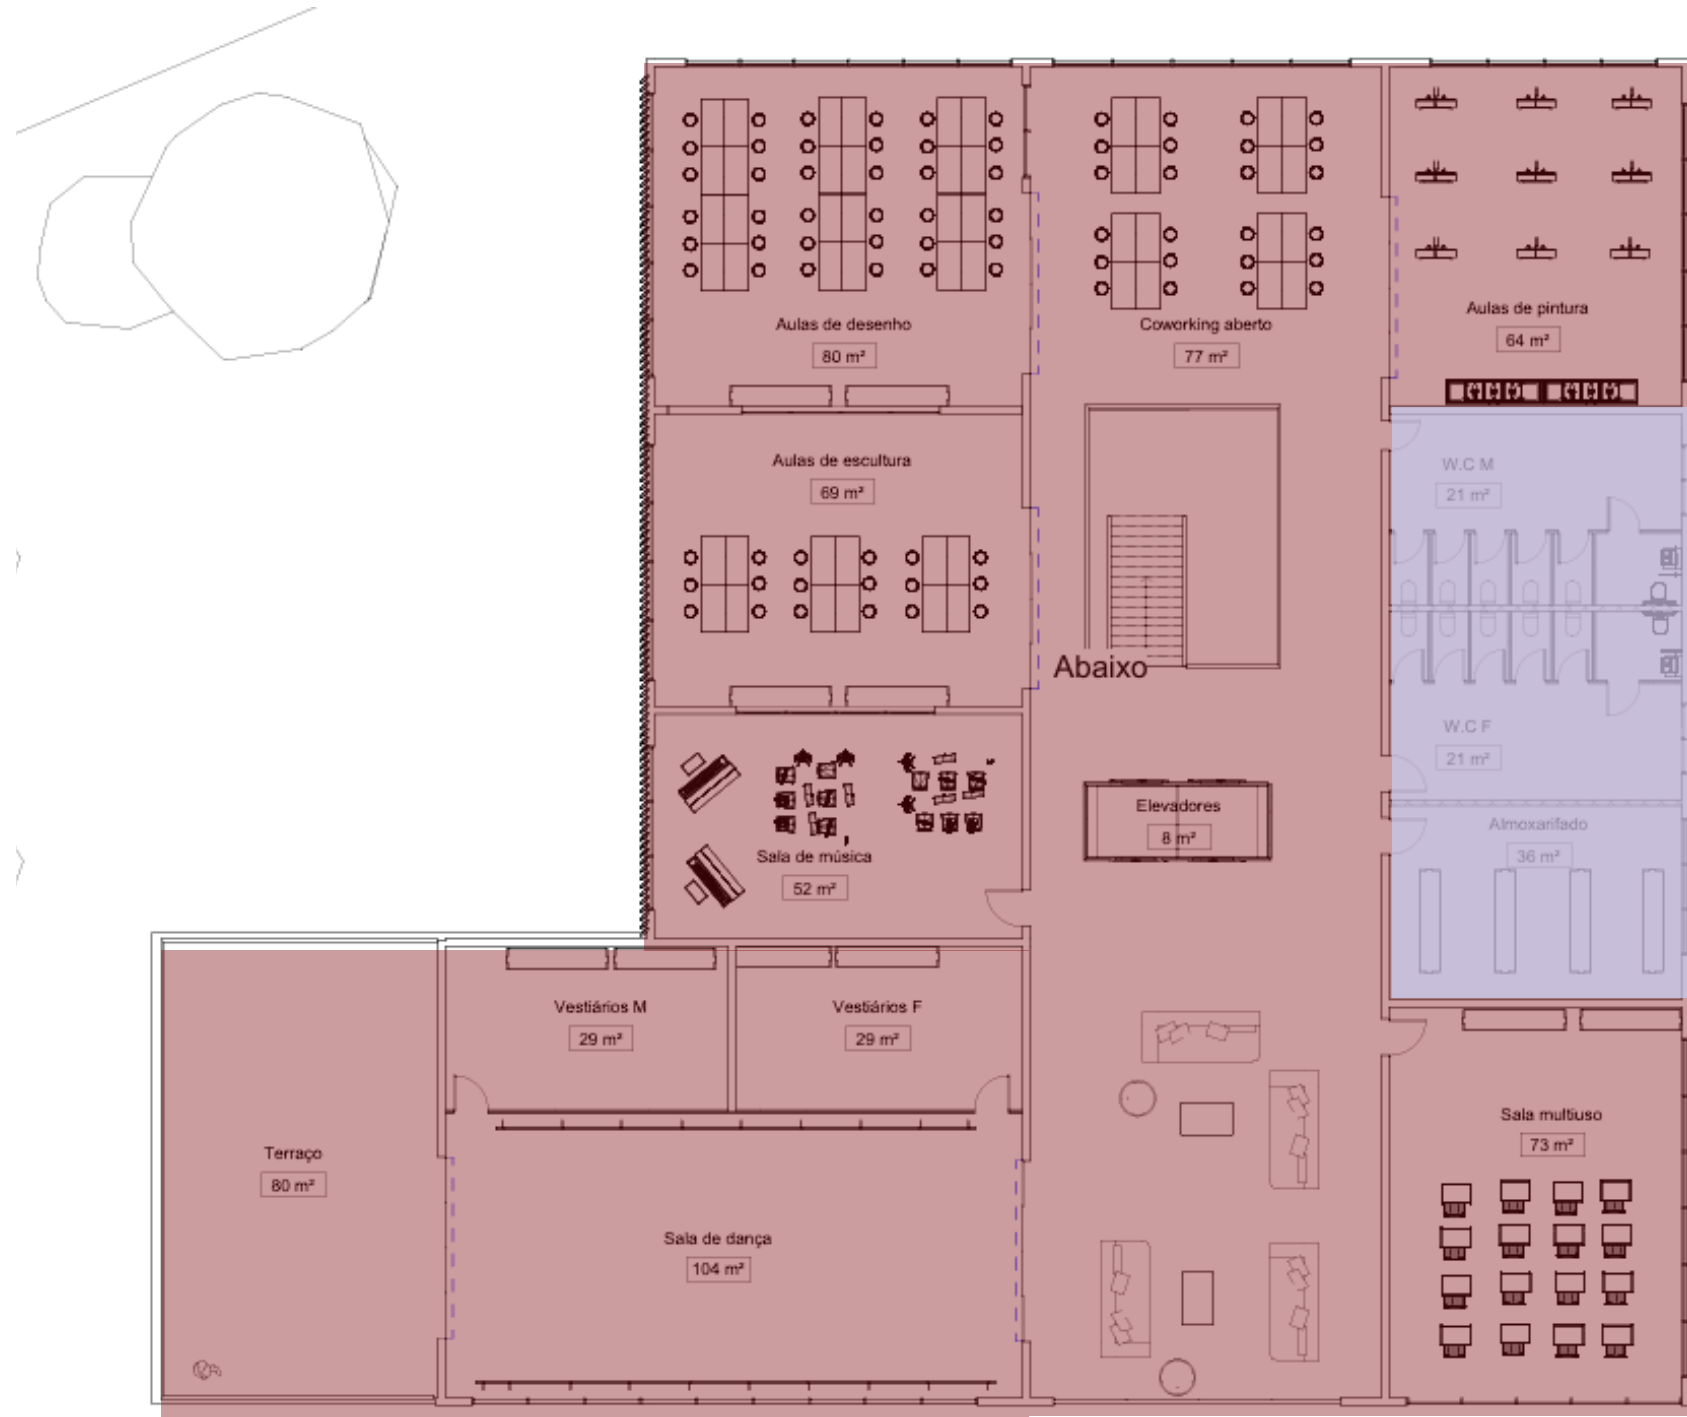 Aulas de desenho
80 m²
Coworking aberto
77 m²
Aulas de pintura
64 m²
Aulas de escultura
69 m²
W.C M
21 m²
Abaixo
W.C F
21 m²
Elevadores
8 m²
Almoxarifado
36 m²
Sala de música
52 m²
Vestiários M
29 m²
Vestiários F
29 m²
Sala multiuso
73 m²
Terraço
80 m²
Sala de dança
104 m²